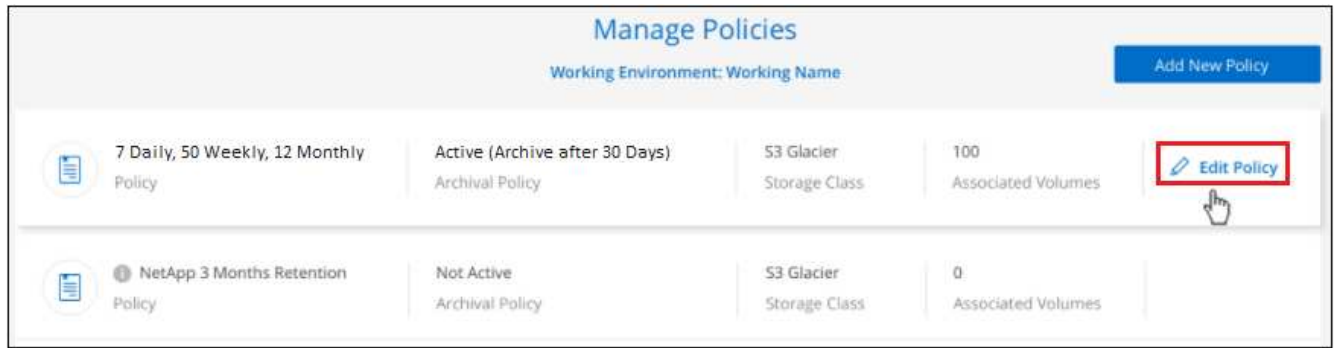 Manage Policies
Working Environment: Working Name
Add New Policy
7 Daily, 50 Weekly, 12 Monthly
Policy
Active (Archive after 30 Days)
Archival Policy
S3 Glacier
Storage Class
100
Associated Volumes
Edit Policy
NetApp 3 Months Retention
Policy
Not Active
Archival Policy
S3 Glacier
Storage Class
0
Associated Volumes